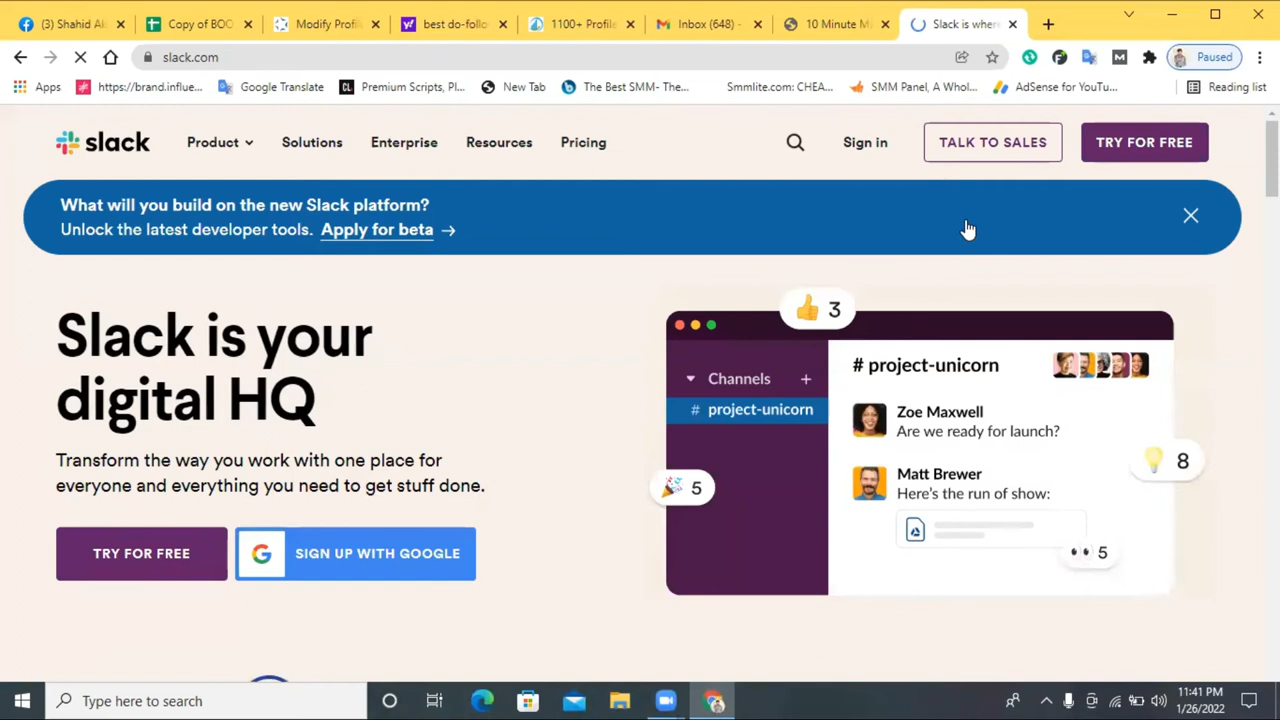 (3) Shahid Ak
Copy of BOO
Modify Profi
best do-follo
1100+ Profile
Inbox (648) -
10 Minute M
Slack is wher
slack.com
Paused
Apps
https://brand.influe...
Google Translate
Premium Scripts, Pl...
New Tab
The Best SMM- The...
Smmlite.com: CHEA...
SMM Panel, A Whol...
AdSense for YouTu...
Reading list
slack
Product
Solutions
Enterprise
Resources
Pricing
Sign in
TALK TO SALES
TRY FOR FREE
What will you build on the new Slack platform?
Unlock the latest developer tools. Apply for beta →
Slack is your
digital HQ
Transform the way you work with one place for
everyone and everything you need to get stuff done.
TRY FOR FREE
SIGN UP WITH GOOGLE
3
Channels +
# project-unicorn
# project-unicorn
Zoe Maxwell
Are we ready for launch?
8
Matt Brewer
Here's the run of show:
5
5
Type here to search
11:41 PM
1/26/2022